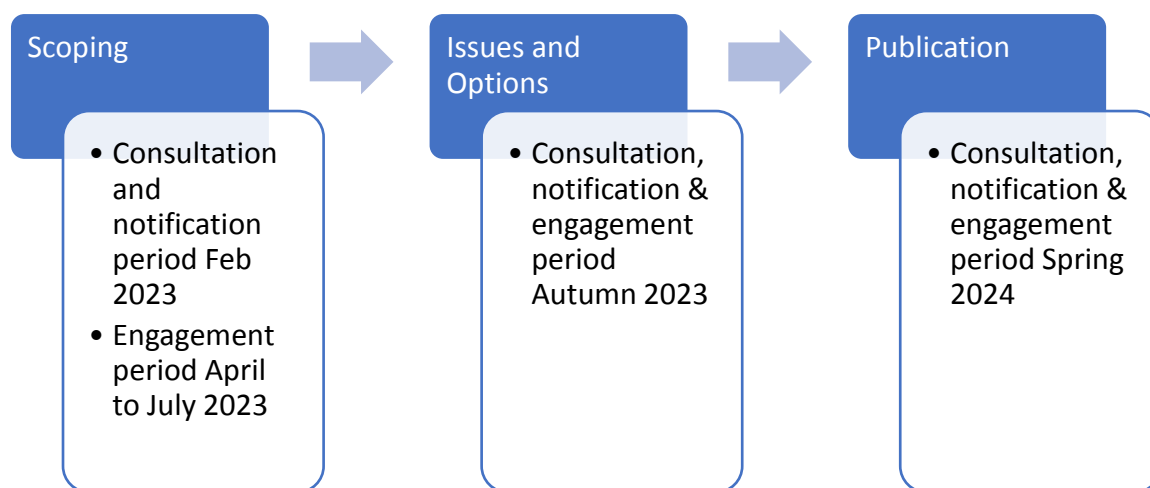 Scoping
• Consultation
and
notification
period Feb
2023
• Engagement
period April
to July 2023
Issues and
Options
• Consultation,
notification &
engagement
period
Autumn 2023
Publication
• Consultation,
notification &
engagement
period Spring
2024